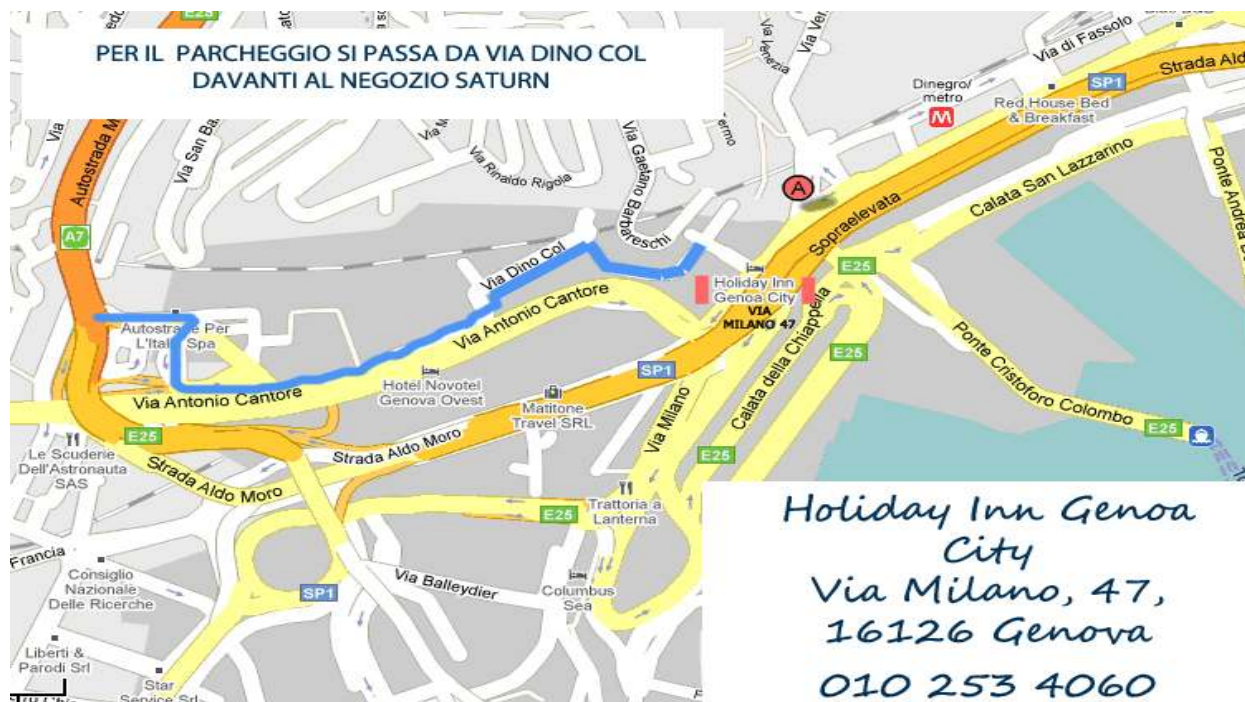 PER IL PARCHEGGIO SI PASSA DA VIA DINO COL
DAVANTI AL NEGOZIO SATURN
E25
Via di Fassolo
Strada Aldo
SP1
Dinegro/
metro
M
Red House Bed
& Breakfast
Via Venezia
Autostrada M
Via San Ba
Via Rinaldo Rigola
Via Gaetano Barbareschi
A
Calata San Lazzarino
Ponte Andrea
Sopraelevata
A7
Via Dino Col
E25
Holiday Inn
Genoa City
VIA
MILANO 47
Autostrade Per
L'Italia Spa
Via Antonio Cantore
Calata della Chiappella
Ponte Cristoforo Colombo
E25
SP1
Hotel Novotel
Genova Ovest
Via Antonio Cantore
Matitone
Travel SRL
Via Milano
E25
E25
Le Scuderie
Dell'Astronauta
SAS
Strada Aldo Moro
Strada Aldo Moro
E25
Trattoria a
Lanterna
E25
Francia
Consiglio
Nazionale
Delle Ricerche
Via Balleydier
SP1
Columbus
Sea
Liberti &
Parodi Srl
Star
Service Srl
Holiday Inn Genoa
City
Via Milano, 47,
16126 Genova
010 253 4060